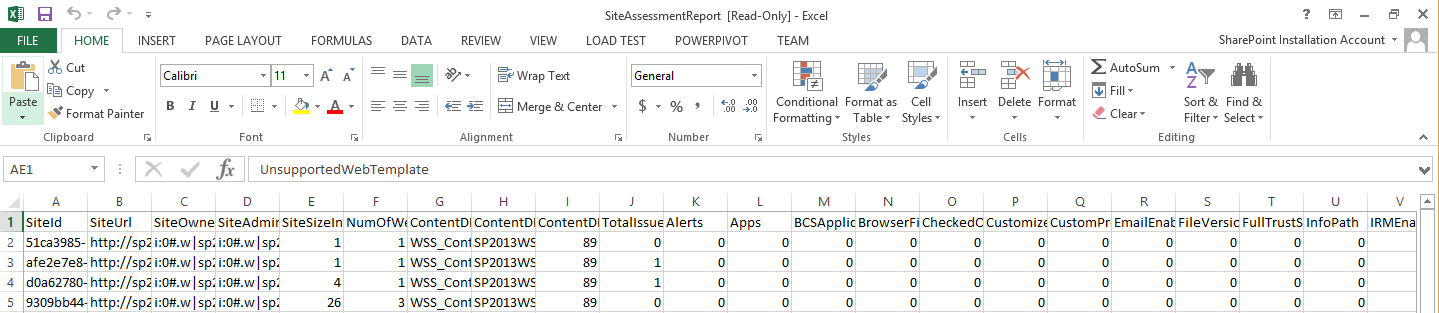 SiteAssessmentReport [Read-Only] - Excel
FILE HOME INSERT PAGE LAYOUT FORMULAS DATA REVIEW VIEW LOAD TEST POWERPIVOT TEAM SharePoint Installation Account
Paste
Cut
Copy
Format Painter
Clipboard
Calibri 11
B I U
Font
Wrap Text
Merge & Center
Alignment
General
$ % ,
Number
Conditional Formatting
Format as Table
Cell Styles
Styles
Insert Delete Format
Cells
AutoSum
Fill
Clear
Sort & Filter
Find & Select
Editing
AE1 fx UnsupportedWebTemplate
A B C D E F G H I J K L M N O P Q R S T U V
1 SiteId SiteUrl SiteOwne SiteAdmin SiteSizeIn NumOfWe ContentDI ContentDI ContentDI TotalIssue Alerts Apps BCSApplic BrowserFi CheckedO Customize CustomPr EmailEnab FileVersio FullTrustS InfoPath IRMEna
2 51ca3985- http://sp2 i:0#.w|sp2 i:0#.w|sp2 1 1 WSS_Cont SP2013WS 89 0 0 0 0 0 0 0 0 0 0 0 0
3 afe2e7e8- http://sp2 i:0#.w|sp2 i:0#.w|sp2 1 1 WSS_Cont SP2013WS 89 1 0 0 0 0 0 0 0 0 0 0 0
4 d0a62780- http://sp2 i:0#.w|sp2 i:0#.w|sp2 4 1 WSS_Cont SP2013WS 89 1 0 0 0 0 0 0 0 0 0 0 0
5 9309bb44- http://sp2 i:0#.w|sp2 i:0#.w|sp2 26 3 WSS_Cont SP2013WS 89 0 0 0 0 0 0 0 0 0 0 0 0